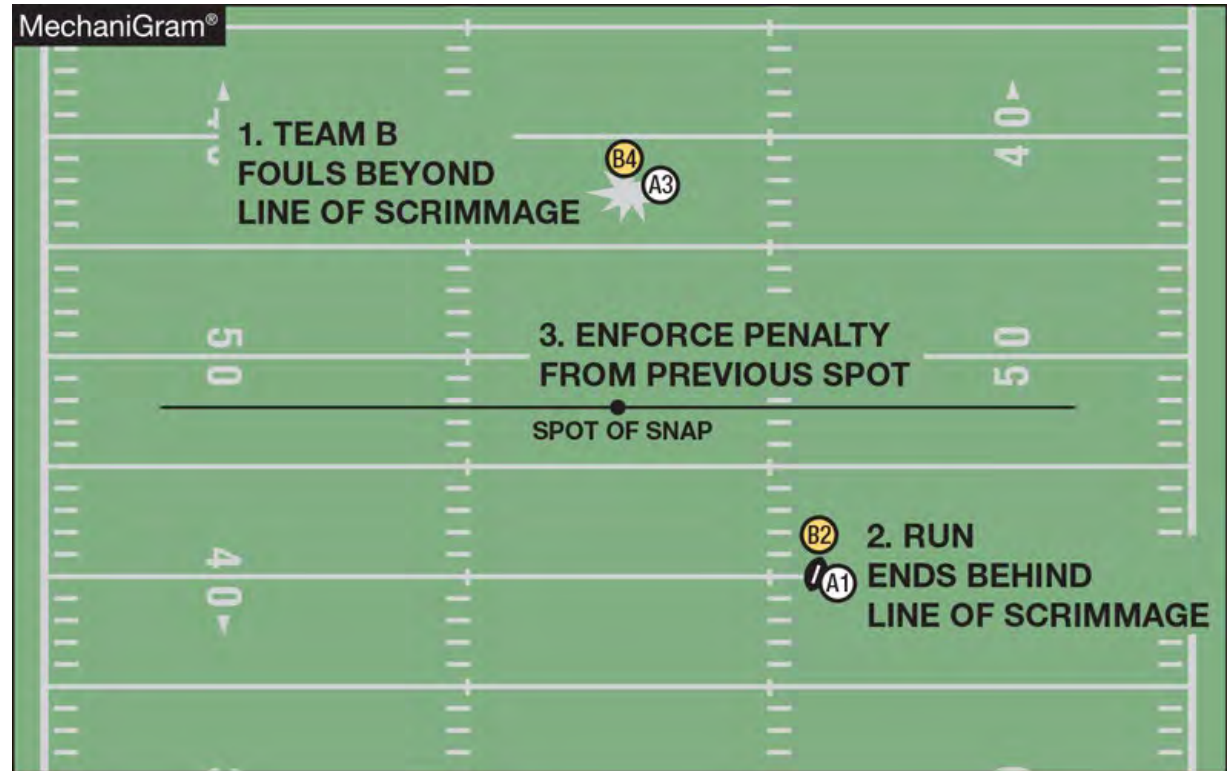 MechaniGram®
1. TEAM B
FOULS BEYOND
LINE OF SCRIMMAGE
B4
A3
40
50
3. ENFORCE PENALTY
FROM PREVIOUS SPOT
50
SPOT OF SNAP
40
B2
A1
2. RUN
ENDS BEHIND
LINE OF SCRIMMAGE